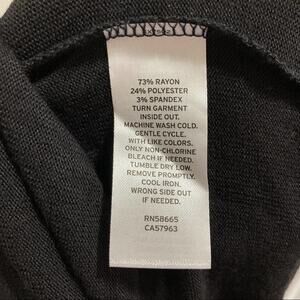 73% RAYON
24% POLYESTER
3% SPANDEX
TURN GARMENT
INSIDE OUT.
MACHINE WASH COLD.
GENTLE CYCLE.
WITH LIKE COLORS.
ONLY NON-CHLORINE
BLEACH IF NEEDED.
TUMBLE DRY LOW.
REMOVE PROMPTLY.
COOL IRON.
WRONG SIDE OUT
IF NEEDED.
RN58665
CA57963